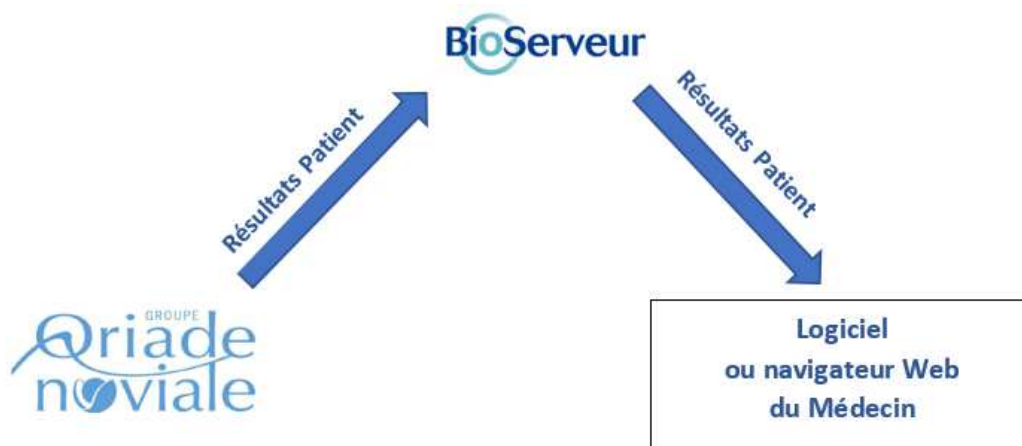 BioServeur
Résultats Patient
Résultats Patient
GROUPE
Oriade
noviale
Logiciel
ou navigateur Web
du Médecin